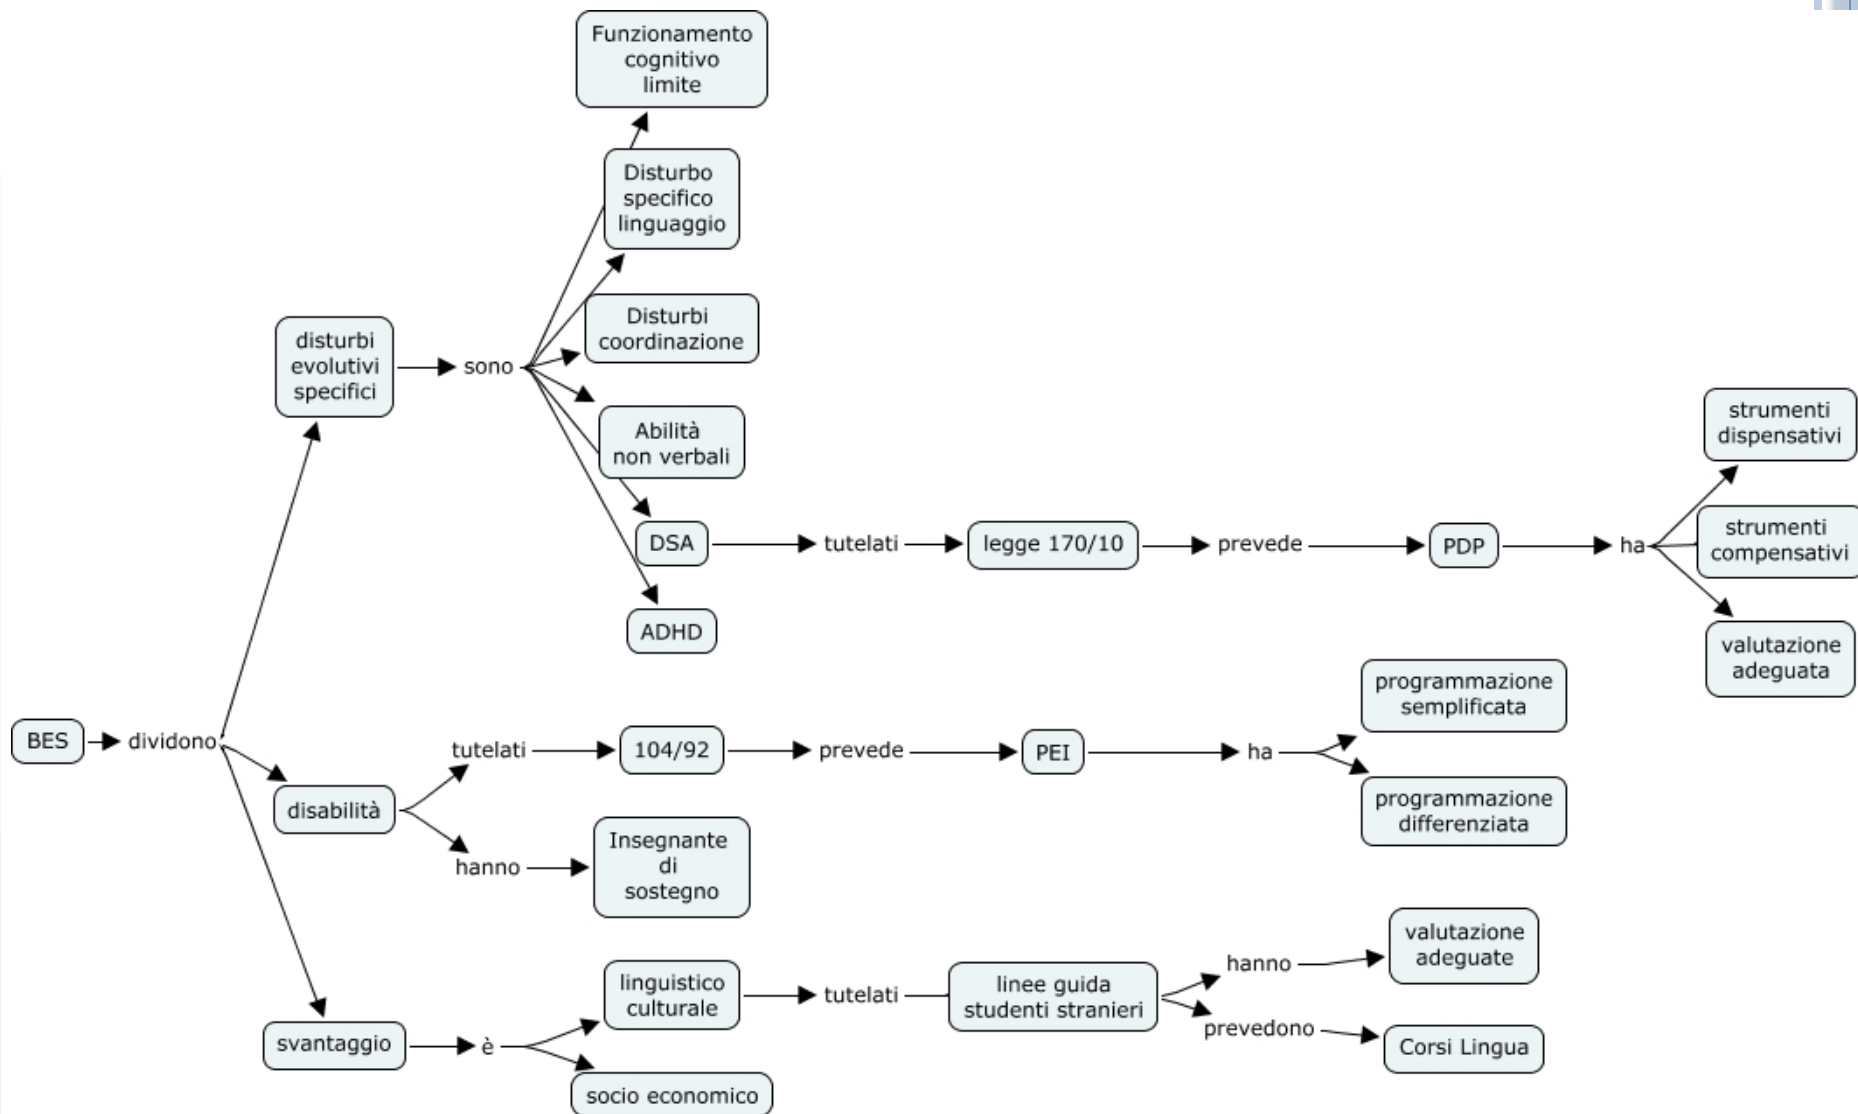 Funzionamento
cognitivo
limite
Disturbo
specifico
linguaggio
Disturbi
coordinazione
disturbi
evolutivi
specifici
sono
Abilità
non verbali
DSA
tutelati
legge 170/10
prevede
PDP
ha
strumenti
dispensativi
strumenti
compensativi
valutazione
adeguata
ADHD
BES
dividono
disabilità
tutelati
104/92
prevede
PEI
ha
programmazione
semplificata
programmazione
differenziata
hanno
Insegnante
di
sostegno
svantaggio
è
linguistico
culturale
tutelati
linee guida
studenti stranieri
hanno
valutazione
adeguate
prevedono
Corsi Lingua
socio economico